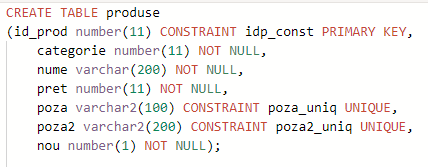 CREATE TABLE produse
(id_prod number(11) CONSTRAINT idp_const PRIMARY KEY,
categorie number(11) NOT NULL,
nume varchar(200) NOT NULL,
pret number(11) NOT NULL,
poza varchar2(100) CONSTRAINT poza_uniq UNIQUE,
poza2 varchar2(200) CONSTRAINT poza2_uniq UNIQUE,
nou number(1) NOT NULL);